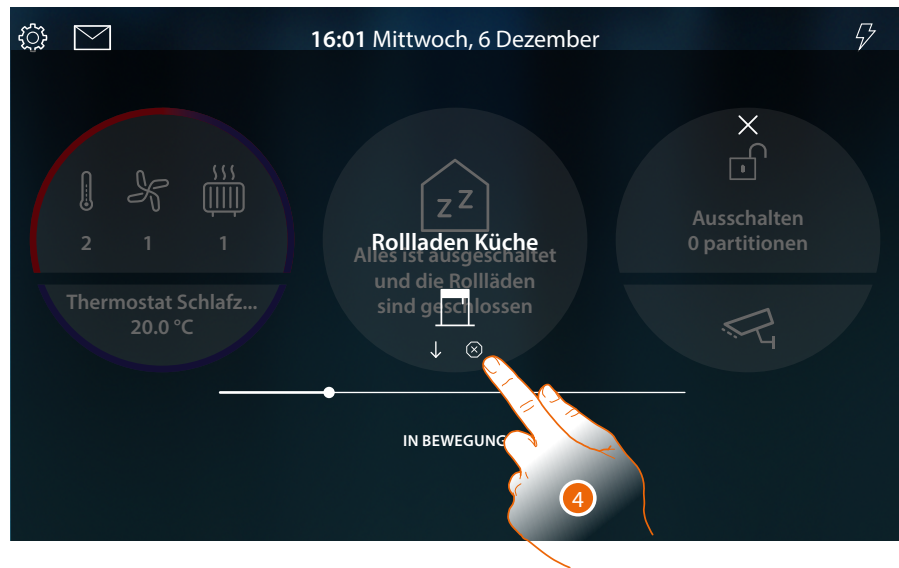 16:01 Mittwoch, 6 Dezember
2 1 1
Thermostat Schlafz...
20.0 °C
zZ
Rollladen Küche
Alles ist ausgeschaltet
und die Rollläden
sind geschlossen
IN BEWEGUNG
Ausschalten
0 partitionen
4